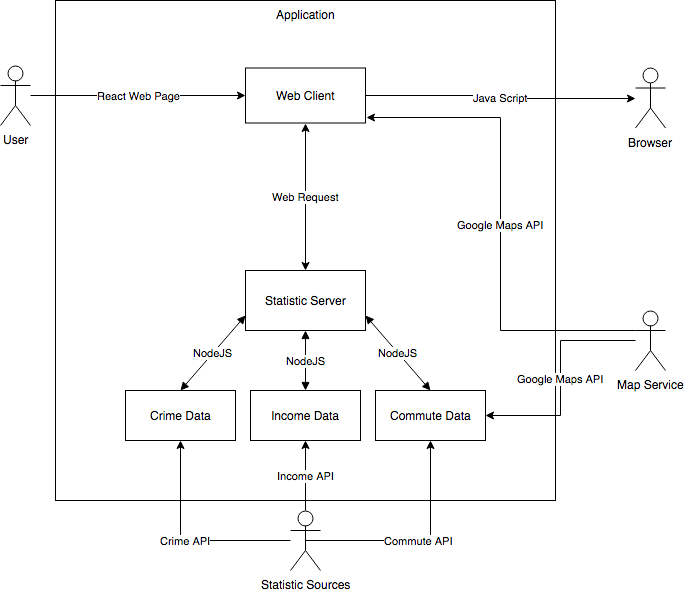 Application
Web Client
React Web Page
Java Script
User
Browser
Web Request
Google Maps API
Statistic Server
NodeJS
NodeJS
NodeJS
Google Maps API
Map Service
Crime Data
Income Data
Commute Data
Income API
Crime API
Commute API
Statistic Sources